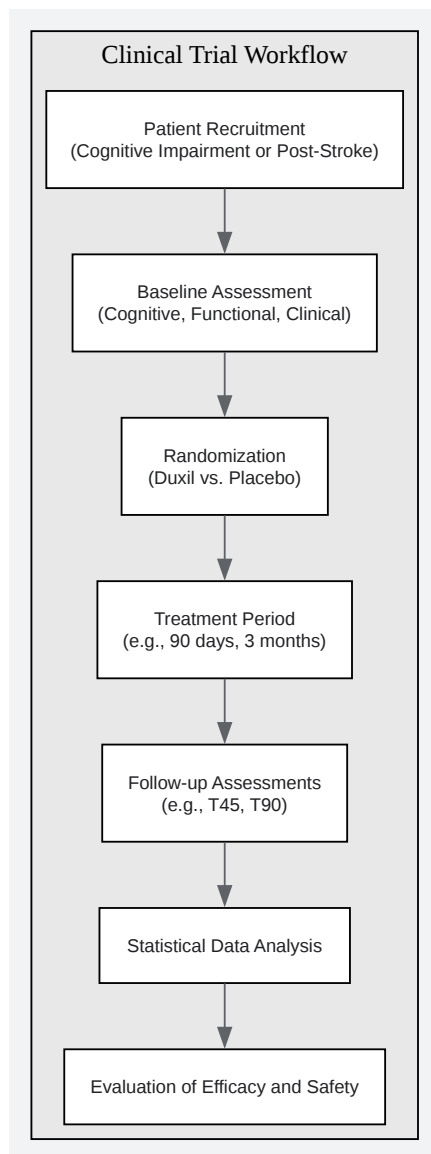 Clinical Trial Workflow
Patient Recruitment
(Cognitive Impairment or Post-Stroke)
Baseline Assessment
(Cognitive, Functional, Clinical)
Randomization
(Duxil vs. Placebo)
Treatment Period
(e.g., 90 days, 3 months)
Follow-up Assessments
(e.g., T45, T90)
Statistical Data Analysis
Evaluation of Efficacy and Safety